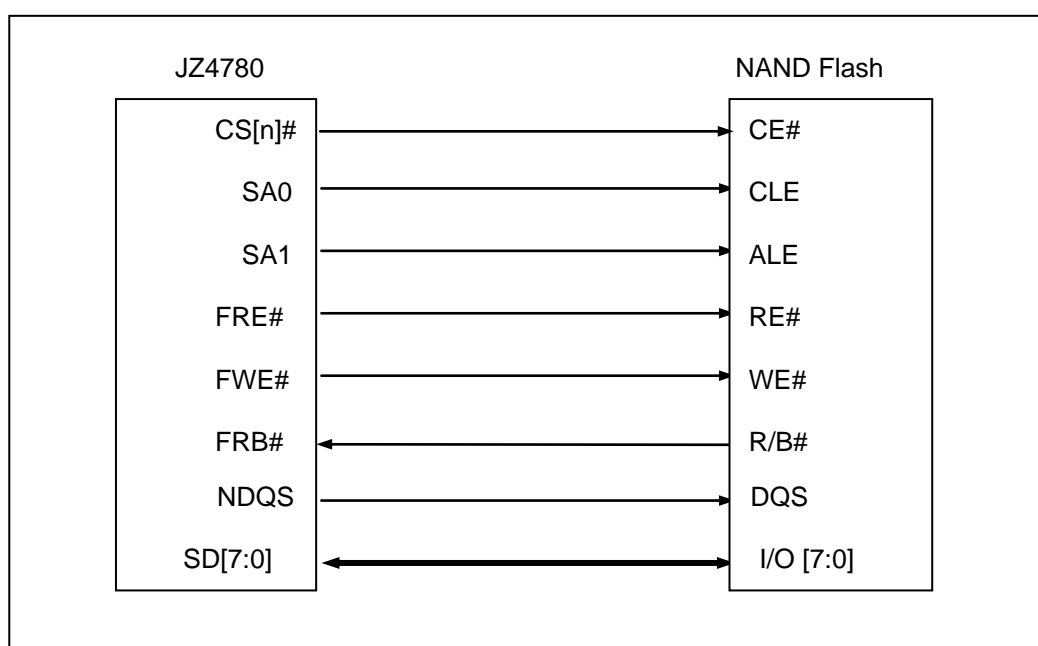 JZ4780 NAND Flash
CS[n]# CE#
SA0 CLE
SA1 ALE
FRE# RE#
FWE# WE#
FRB# R/B#
NDQS DQS
SD[7:0] I/O [7:0]